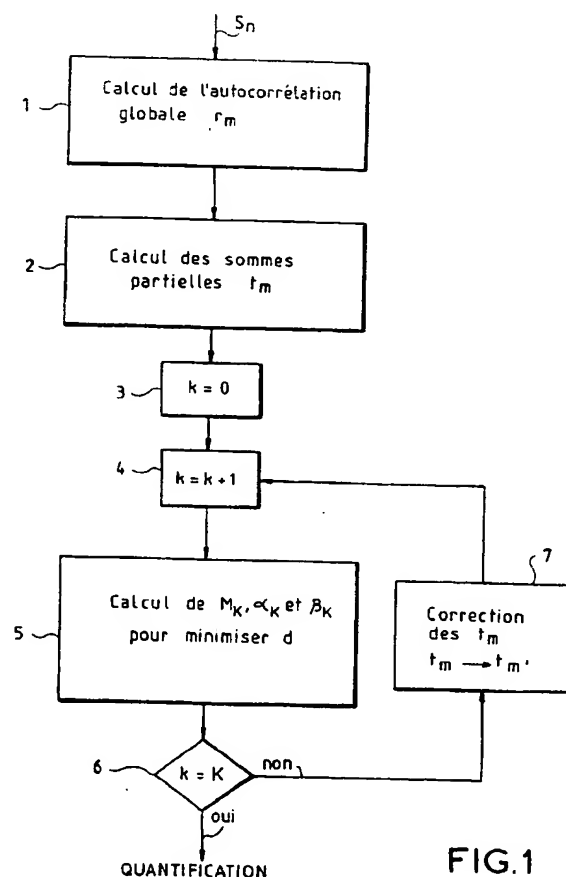 Sn
1
Calcul de l'autocorrélation
globale rm
2
Calcul des sommes
partielles tm
3
k = 0
4
k = k+1
5
Calcul de MK, αK et βK
pour minimiser d
7
Correction
des tm
tm → tm'
6
k = K
non
oui
QUANTIFICATION
FIG.1